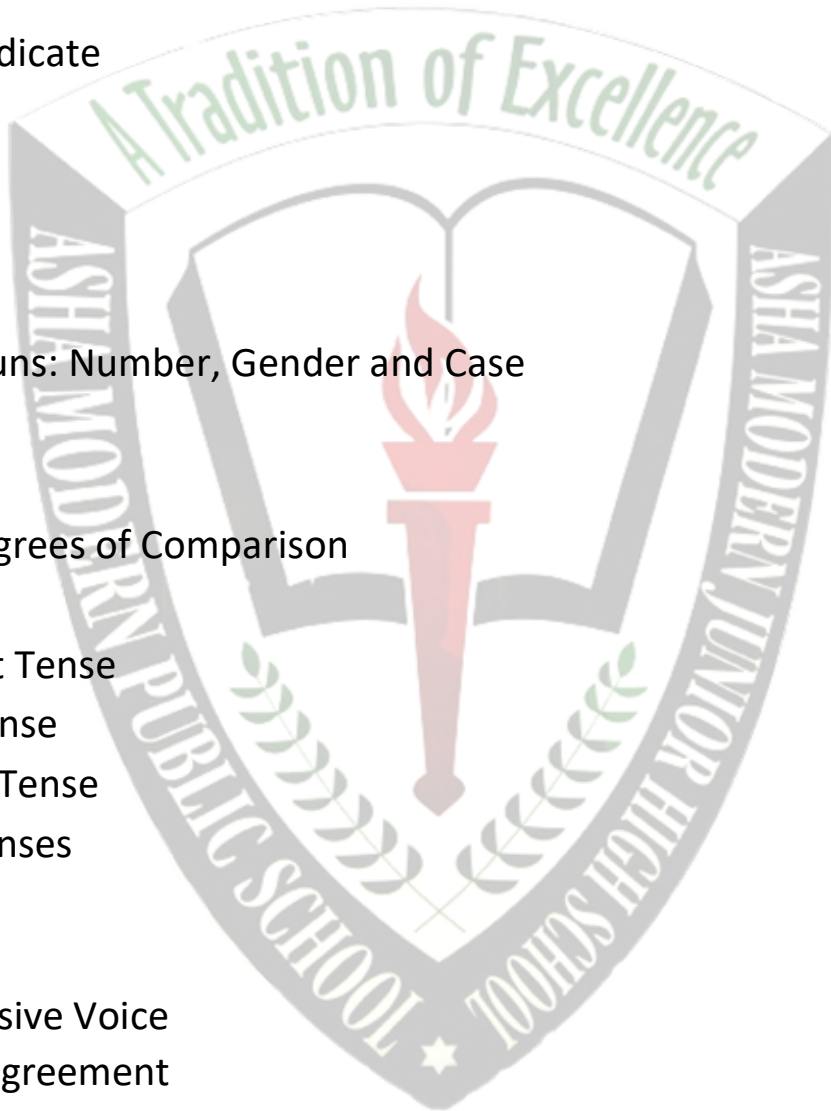 dicate
A Tradition of Excellence
ASHA MODERN PUBLIC SCHOOL
ASHA MODERN JUNIOR HIGH SCHOOL
uns: Number, Gender and Case
grees of Comparison
t Tense
nse
Tense
nses
sive Voice
greement